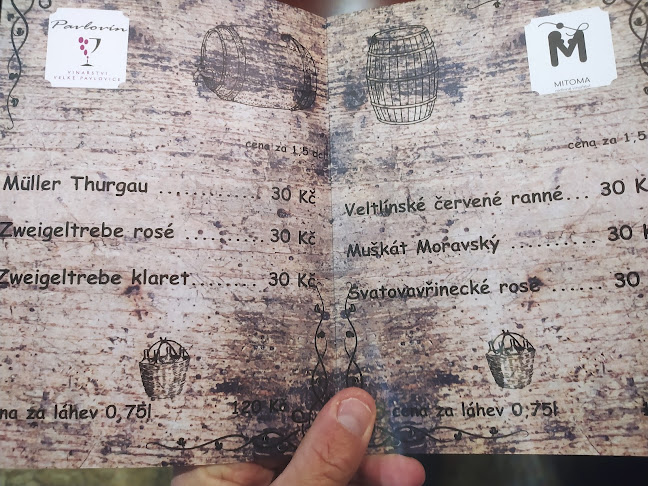 Pavlovín
VINAŘSTVÍ
VELKÉ PAVLOVICE
cena za 1,5
Müller Thurgau ............... 30 Kč
Zweigeltrebe rosé ........... 30 Kč
Zweigeltrebe klaret........... 30 Kč
za láhev 0,75l 120 Kč
M
MITOMA
cena za 1,5
Veltlínské červené ranné... 30
Muškát Moravský ............ 30
Svatovavřinecké rosé ....... 30
cena za láhev 0,75l